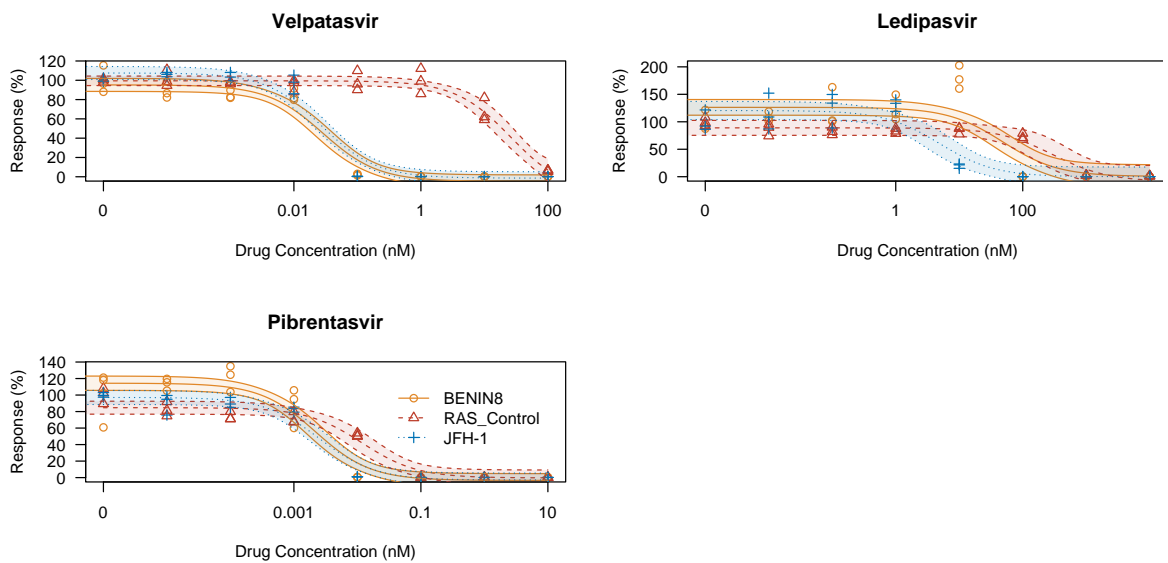 Velpatasvir
Response (%)
120
100
80
60
40
20
0
0
0.01
1
100
Drug Concentration (nM)
Ledipasvir
Response (%)
200
150
100
50
0
0
1
100
Drug Concentration (nM)
Pibrentasvir
Response (%)
140
120
100
80
60
40
20
0
BENIN8
RAS_Control
JFH-1
0
0.001
0.1
10
Drug Concentration (nM)